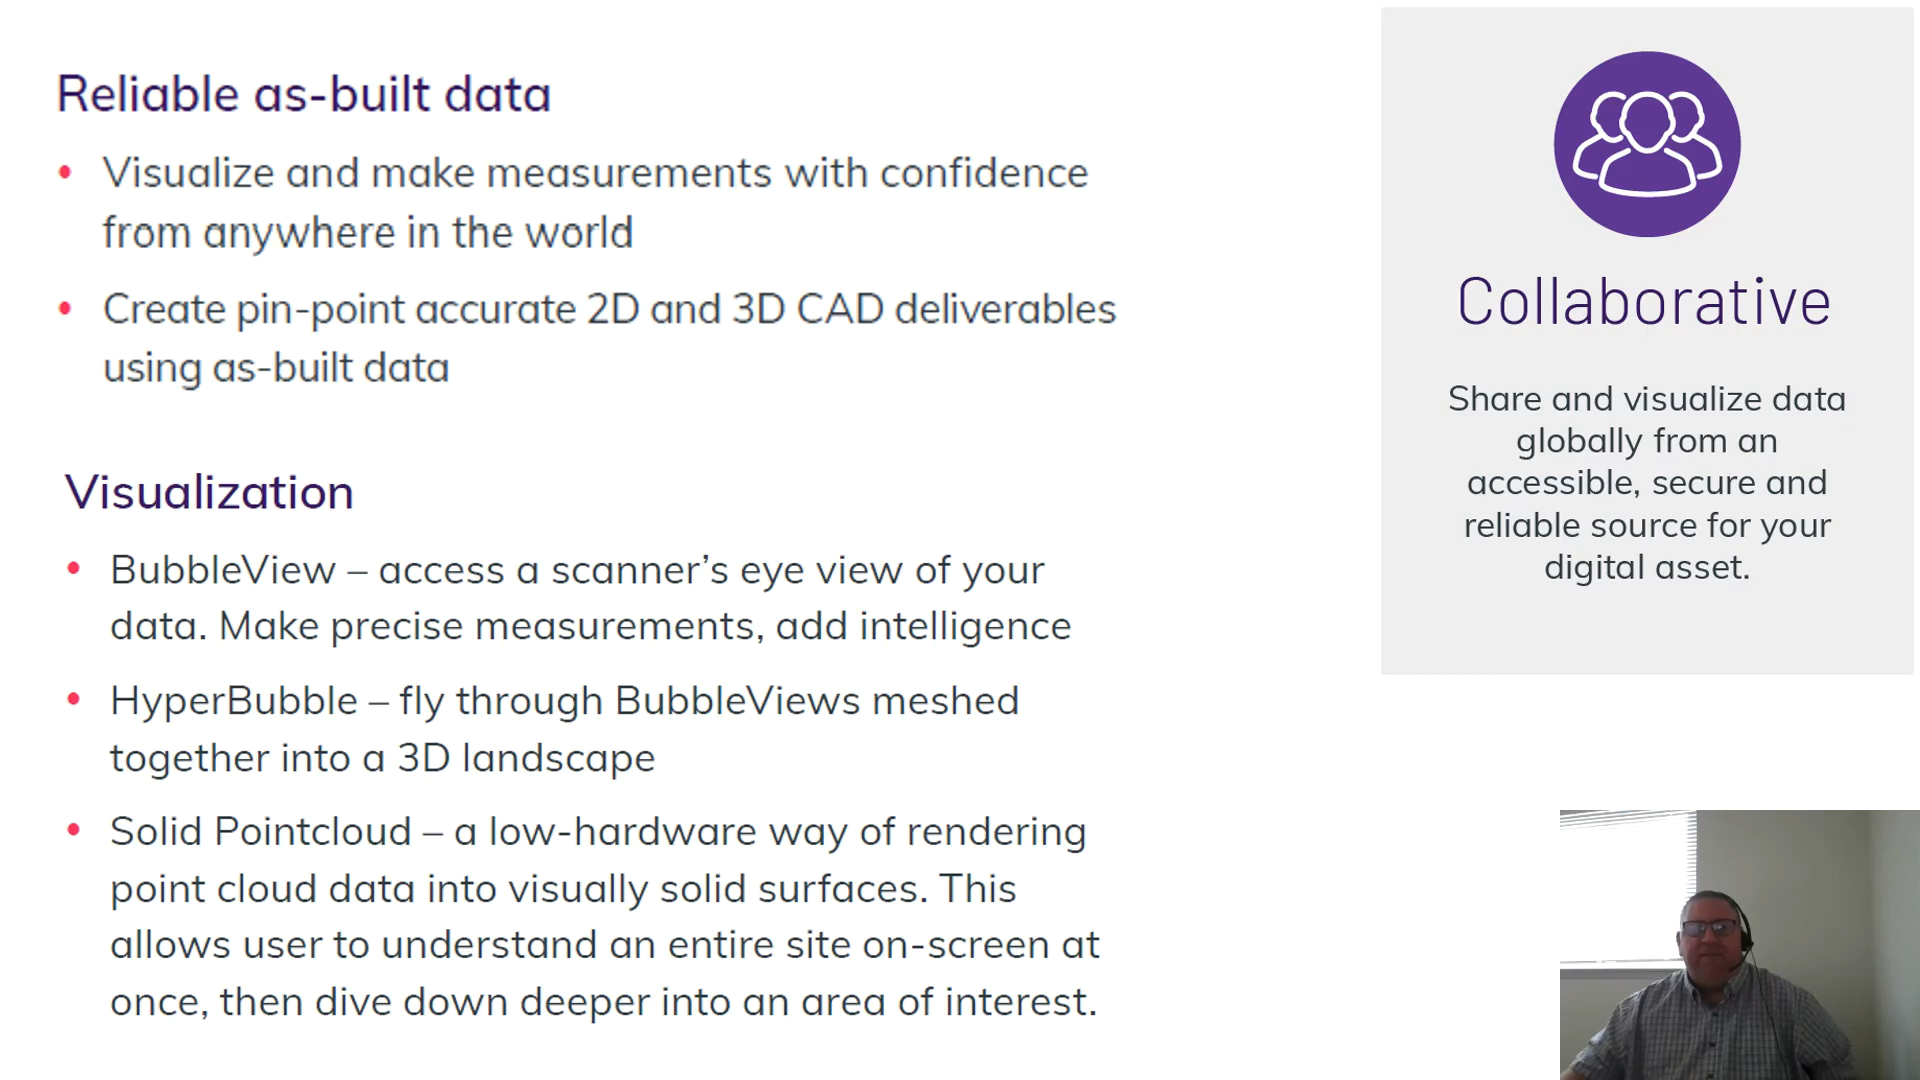 Reliable as-built data
• Visualize and make measurements with confidence
from anywhere in the world
• Create pin-point accurate 2D and 3D CAD deliverables
using as-built data
Visualization
• BubbleView – access a scanner’s eye view of your
data. Make precise measurements, add intelligence
• HyperBubble – fly through BubbleViews meshed
together into a 3D landscape
• Solid Pointcloud – a low-hardware way of rendering
point cloud data into visually solid surfaces. This
allows user to understand an entire site on-screen at
once, then dive down deeper into an area of interest.
Collaborative
Share and visualize data
globally from an
accessible, secure and
reliable source for your
digital asset.